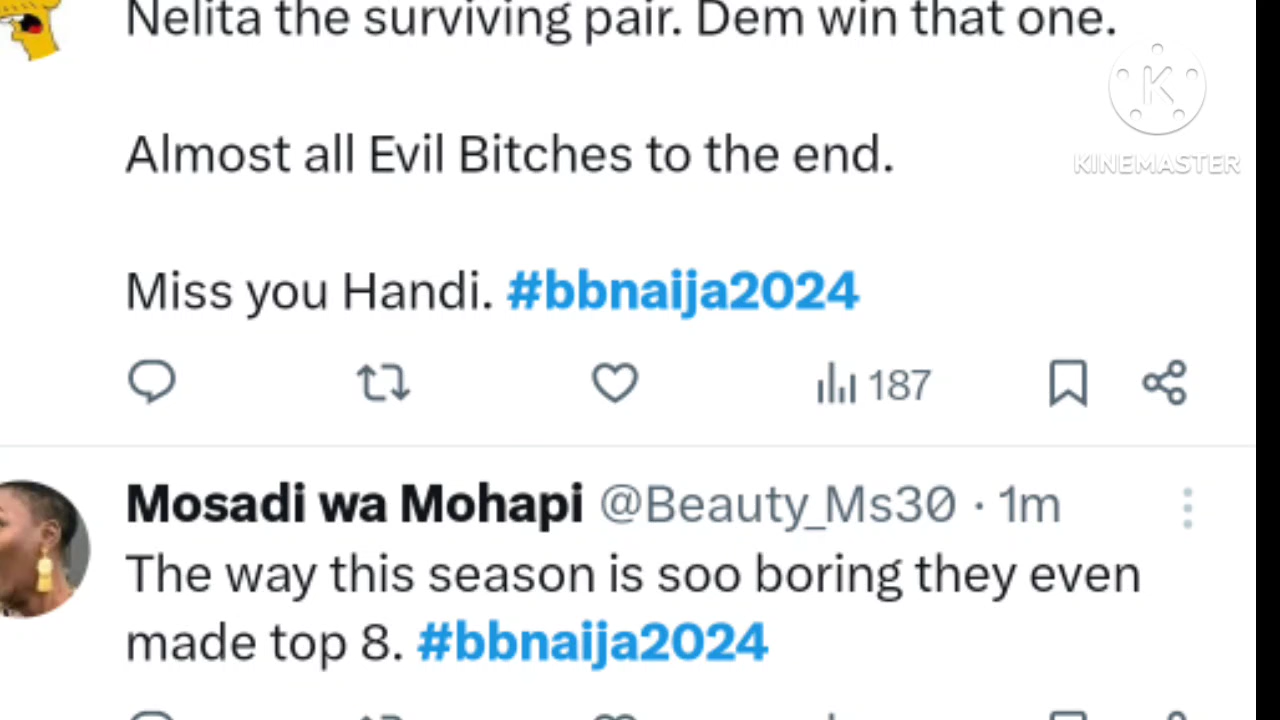 Nelita the surviving pair. Dem win that one.
K
KINEMASTER
Almost all Evil Bitches to the end.
Miss you Handi. #bbnaija2024
187
Mosadi wa Mohapi @Beauty_Ms30 · 1m
The way this season is soo boring they even
made top 8. #bbnaija2024